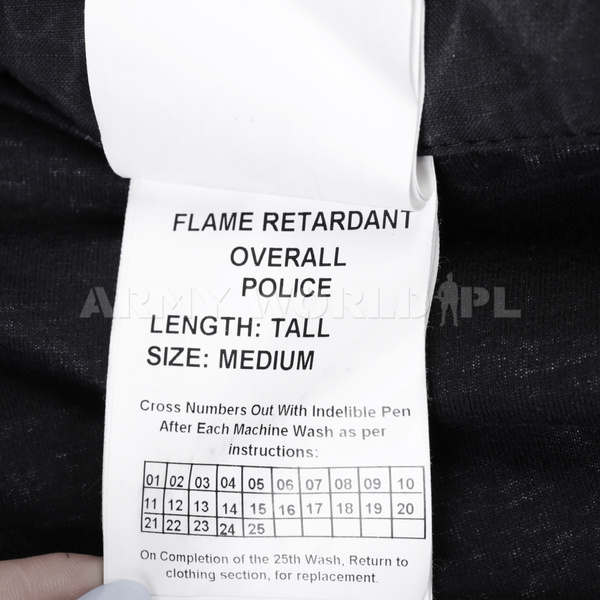 FLAME RETARDANT
OVERALL
POLICE
ARMY WORLD PL
LENGTH: TALL
SIZE: MEDIUM
Cross Numbers Out With Indelible Pen
After Each Machine Wash as per
instructions:
01 02 03 04 05 06 07 08 09 10
11 12 13 14 15 16 17 18 19 20
21 22 23 24 25
On Completion of the 25th Wash, Return to
clothing section, for replacement.